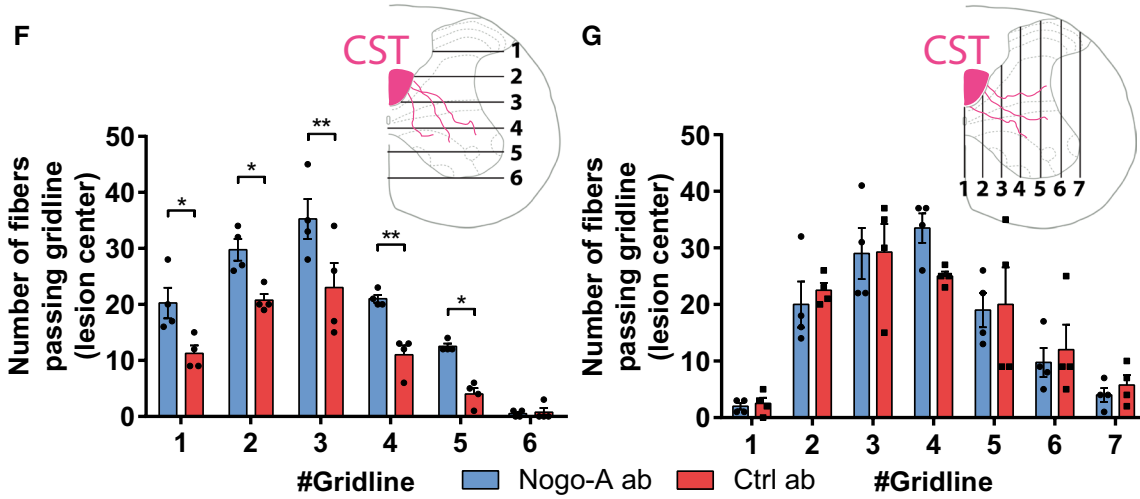 F
CST
1
2
3
4
5
6
Number of fibers
passing gridline
(lesion center)
50
40
30
20
10
0
* * ** ** *
1 2 3 4 5 6
#Gridline
G
CST
1 2 3 4 5 6 7
Number of fibers
passing gridline
(lesion center)
50
40
30
20
10
0
1 2 3 4 5 6 7
#Gridline
Nogo-A ab Ctrl ab